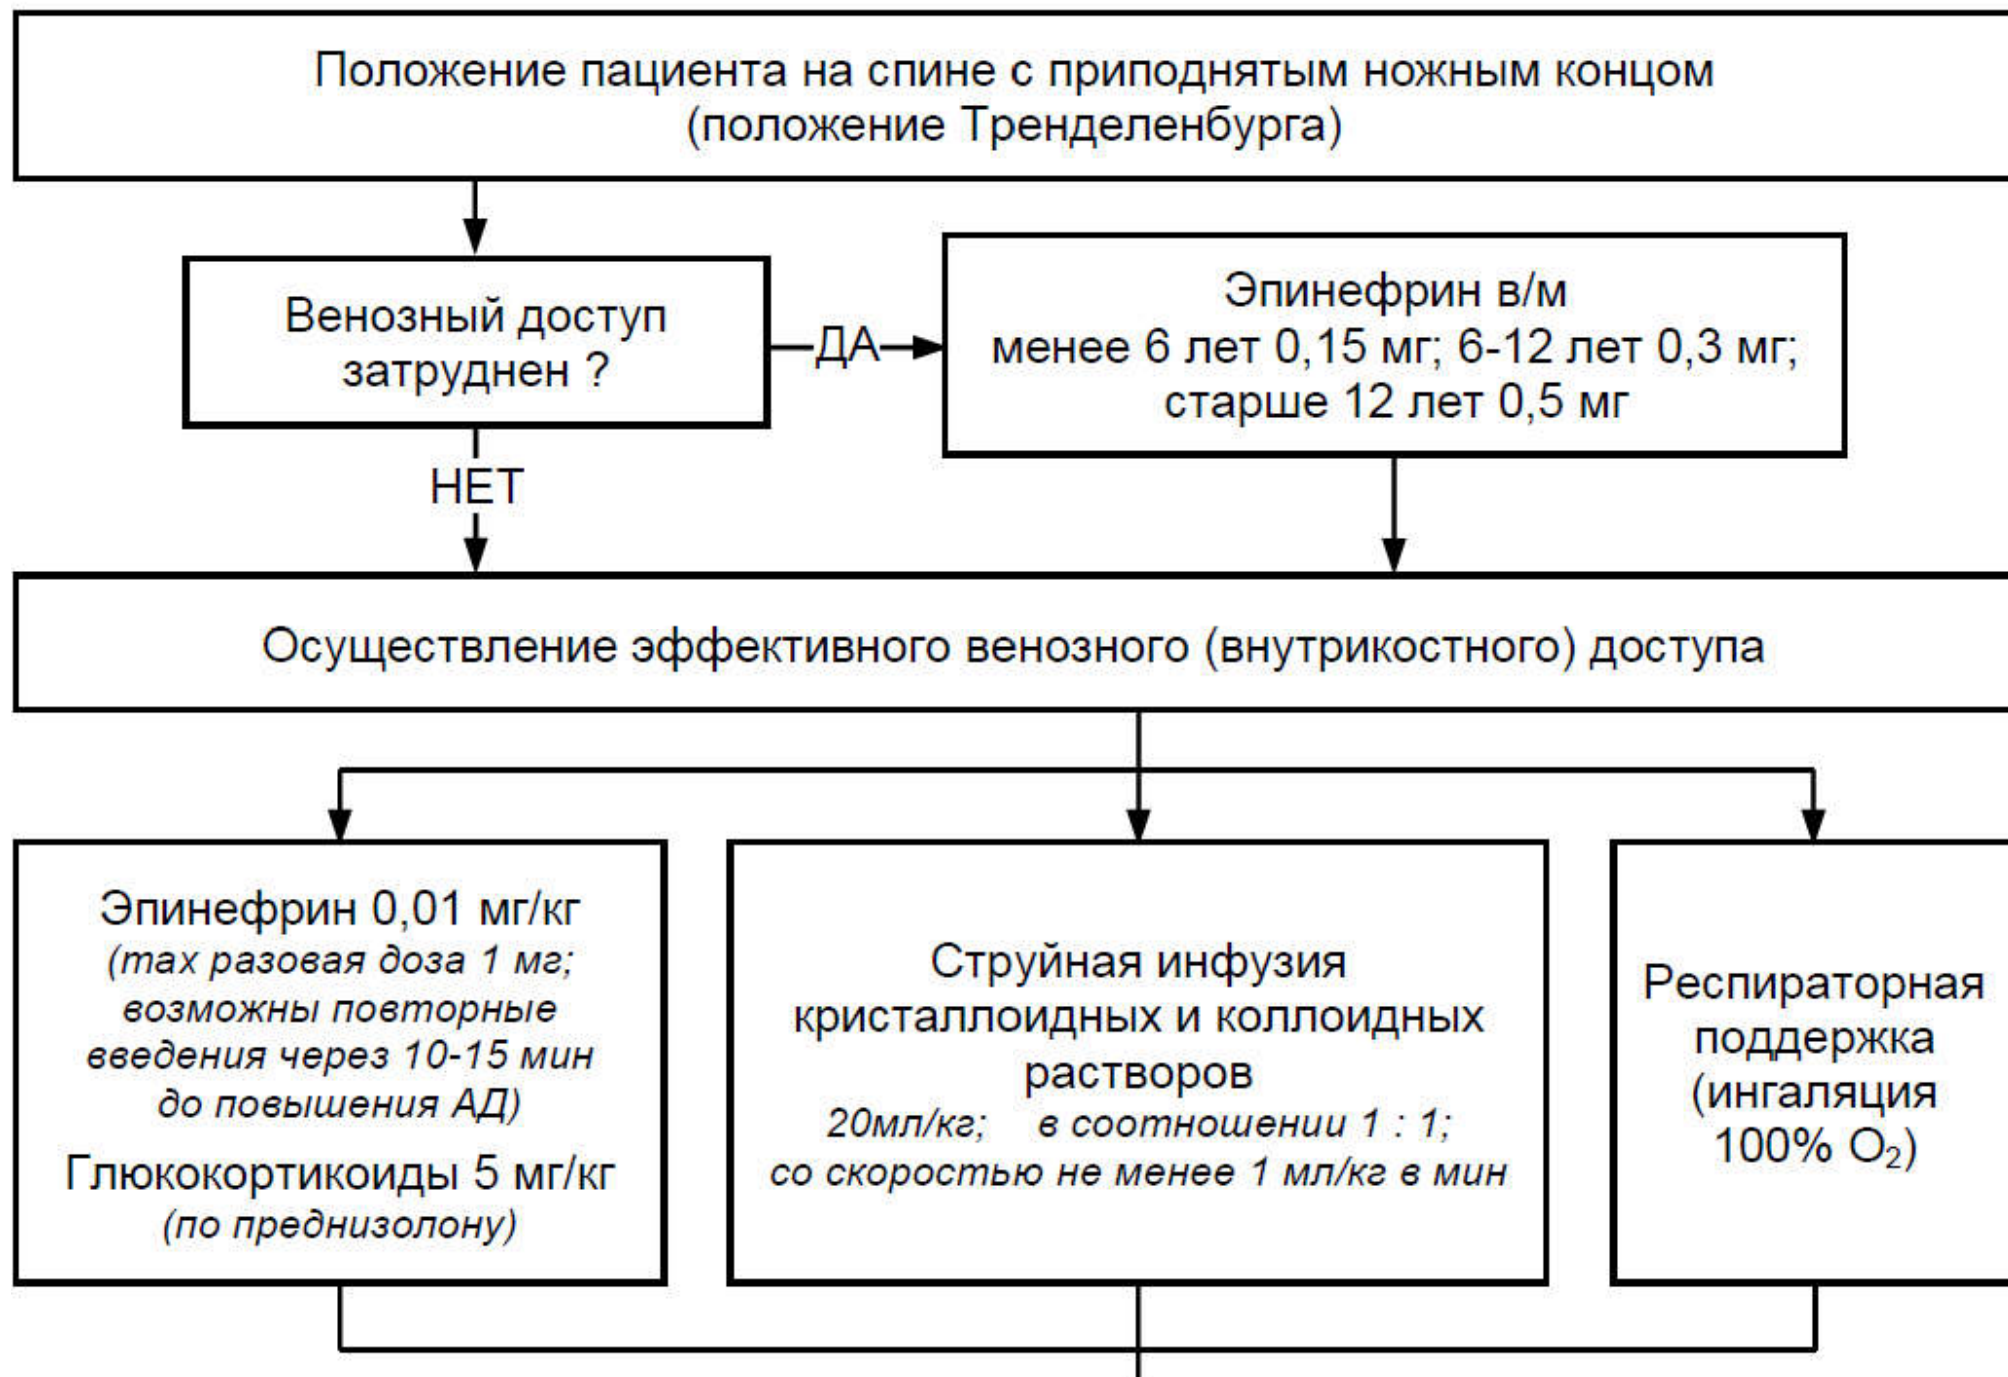 Положение пациента на спине с приподнятым ножным концом
(положение Тренделенбурга)
Венозный доступ
затруднен ?
ДА
Эпинефрин в/м
менее 6 лет 0,15 мг; 6-12 лет 0,3 мг;
старше 12 лет 0,5 мг
НЕТ
Осуществление эффективного венозного (внутрикостного) доступа
Эпинефрин 0,01 мг/кг
(max разовая доза 1 мг;
возможны повторные
введения через 10-15 мин
до повышения АД)
Глюкокортикоиды 5 мг/кг
(по преднизолону)
Струйная инфузия
кристаллоидных и коллоидных
растворов
20мл/кг; в соотношении 1 : 1;
со скоростью не менее 1 мл/кг в мин
Респираторная
поддержка
(ингаляция
100% O₂)